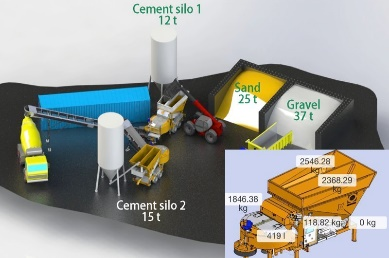 Cement silo 1
12 t
Sand
25 t
Gravel
37 t
Cement silo 2
15 t
2546.28
kg
2368.29
kg
1846.38
kg
118.82 kg
0 kg
419 l